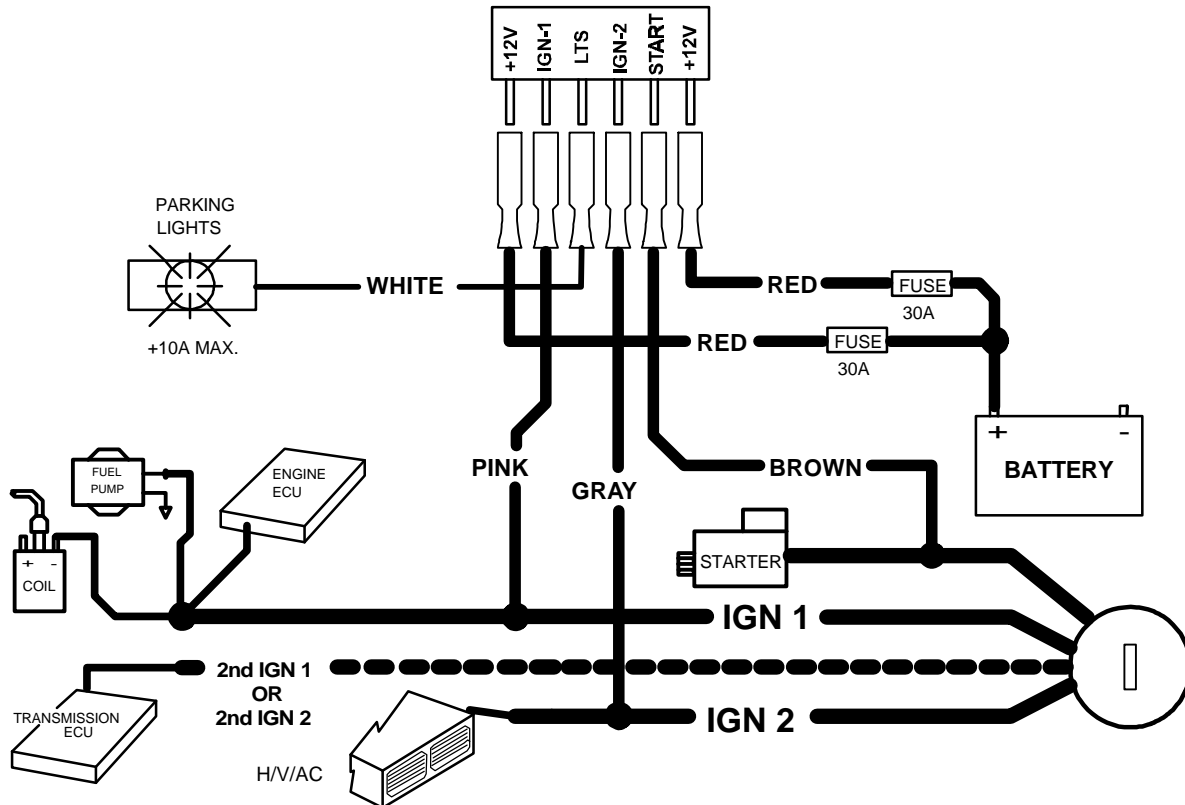 +12V
IGN-1
LTS
IGN-2
START
+12V
PARKING
LIGHTS
+10A MAX.
WHITE
RED
FUSE
30A
RED
FUSE
30A
+ -
BATTERY
PINK
GRAY
BROWN
FUEL
PUMP
ENGINE
ECU
+ -
COIL
STARTER
IGN 1
2nd IGN 1
OR
2nd IGN 2
TRANSMISSION
ECU
IGN 2
H/V/AC